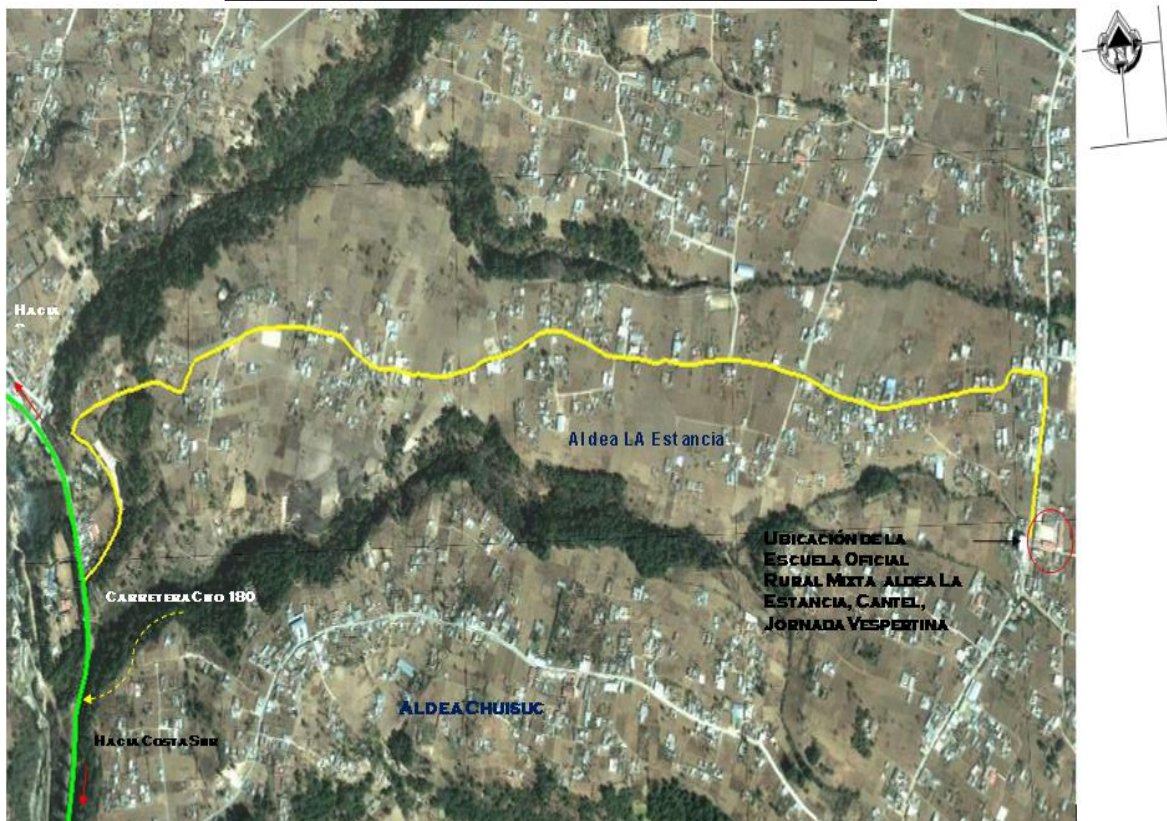 HACIA
ALDEA LA ESTANCIA
UBICACIÓN DE LA
ESCUELA OFICIAL
RURAL MIXTA ALDEA LA
ESTANCIA, CANTEL,
JORNADA VESPERTINA
CARRETERA CITO 180
ALDEA CHUISUC
HACIA COSTA SUR